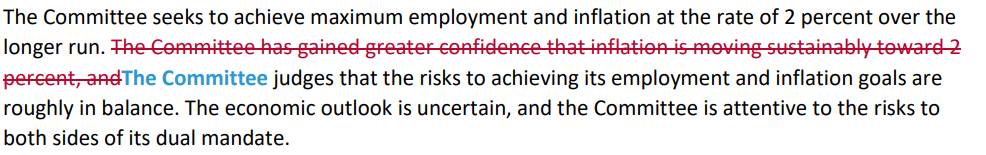 The Committee seeks to achieve maximum employment and inflation at the rate of 2 percent over the
longer run. The Committee has gained greater confidence that inflation is moving sustainably toward 2
percent, andThe Committee judges that the risks to achieving its employment and inflation goals are
roughly in balance. The economic outlook is uncertain, and the Committee is attentive to the risks to
both sides of its dual mandate.